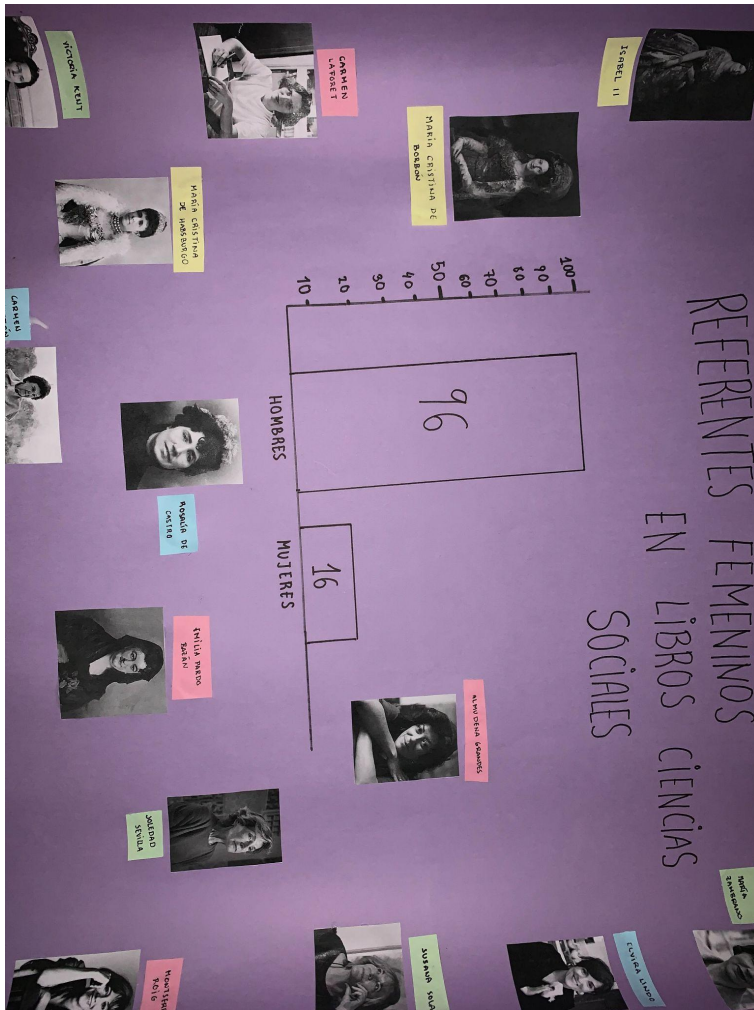 REFERENTES FEMENINOS
EN LIBROS CIENCIAS
SOCIALES
MARÍA
ZAMBRANO
ISABEL II
ELVIRA LINDO
MARÍA CRISTINA DE
BORBÓN
ALMUDENA GRANDES
SUSANA SOLA
100
90
80
70
60
50
40
30
20
10
96
16
HOMBRES
MUJERES
CARMEN
LAFORET
MARÍA CRISTINA
DE HABSBURGO
ROSALÍA DE
CASTRO
EMILIA PARDO
BAZÁN
SOLEDAD
SEVILLA
ROIG
VICTORIA KENT
CARMEN